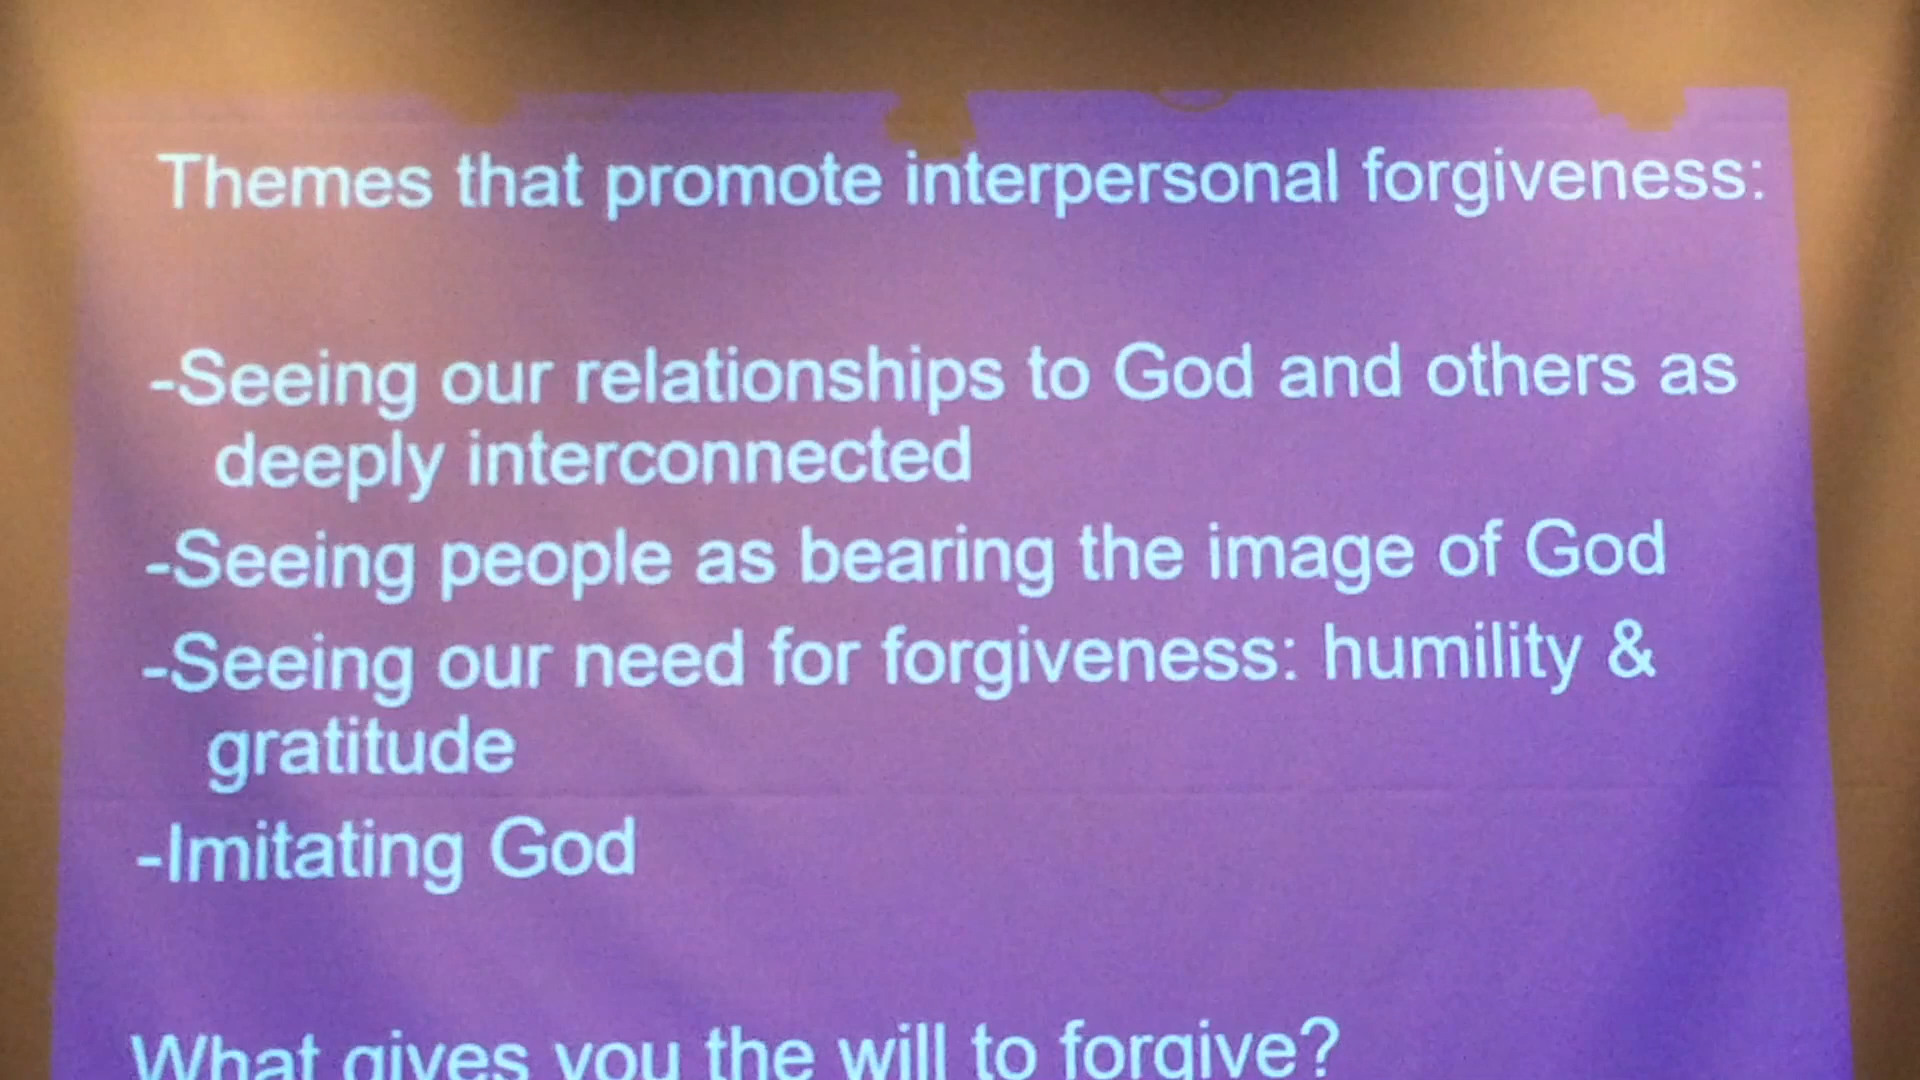 Themes that promote interpersonal forgiveness:
-Seeing our relationships to God and others as
deeply interconnected
-Seeing people as bearing the image of God
-Seeing our need for forgiveness: humility &
gratitude
-Imitating God
What gives you the will to forgive?